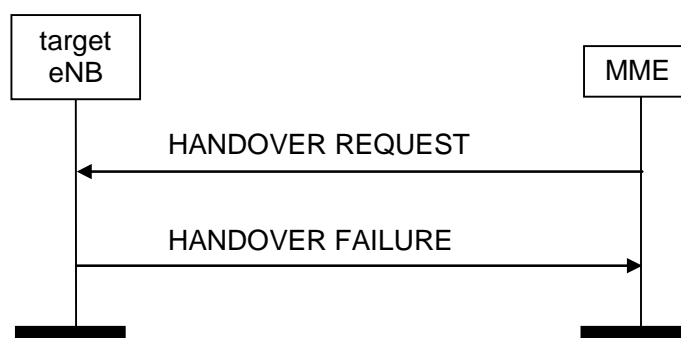 target
eNB
MME
HANDOVER REQUEST
HANDOVER FAILURE